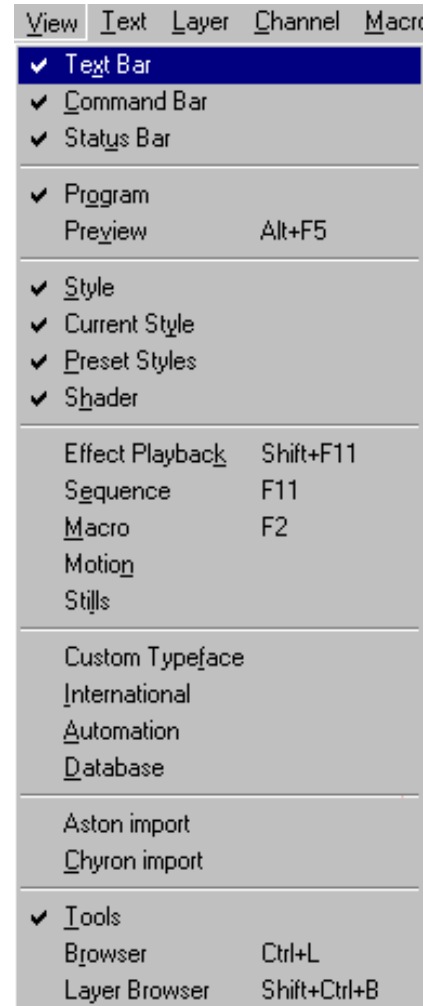 View Text Layer Channel Macro
Text Bar
Command Bar
Status Bar
Program
Preview Alt+F5
Style
Current Style
Preset Styles
Shader
Effect Playback Shift+F11
Sequence F11
Macro F2
Motion
Stills
Custom Typeface
International
Automation
Database
Aston import
Chyron import
Tools
Browser Ctrl+L
Layer Browser Shift+Ctrl+B